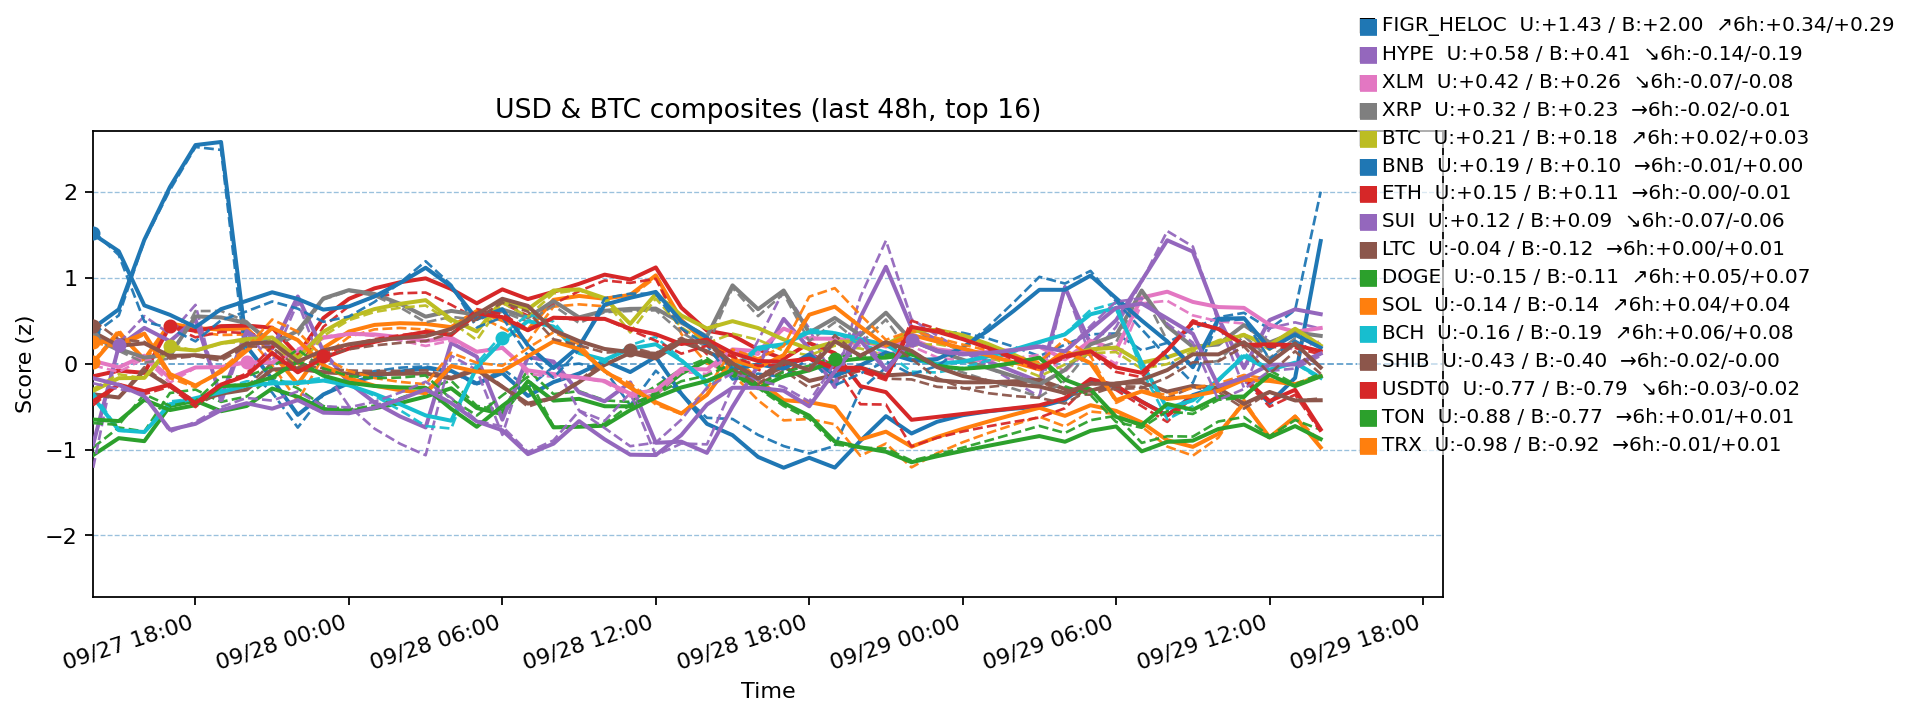 FIGR_HELOC  U:+1.43 / B:+2.00  ↗6h:+0.34/+0.29
HYPE  U:+0.58 / B:+0.41  ↘6h:-0.14/-0.19
XLM  U:+0.42 / B:+0.26  ↘6h:-0.07/-0.08
XRP  U:+0.32 / B:+0.23  →6h:-0.02/-0.01
BTC  U:+0.21 / B:+0.18  ↗6h:+0.02/+0.03
BNB  U:+0.19 / B:+0.10  →6h:-0.01/+0.00
ETH  U:+0.15 / B:+0.11  →6h:-0.00/-0.01
SUI  U:+0.12 / B:+0.09  ↘6h:-0.07/-0.06
LTC  U:-0.04 / B:-0.12  →6h:+0.00/+0.01
DOGE  U:-0.15 / B:-0.11  ↗6h:+0.05/+0.07
SOL  U:-0.14 / B:-0.14  ↗6h:+0.04/+0.04
BCH  U:-0.16 / B:-0.19  ↗6h:+0.06/+0.08
SHIB  U:-0.43 / B:-0.40  →6h:-0.02/-0.00
USDT0  U:-0.77 / B:-0.79  ↘6h:-0.03/-0.02
TON  U:-0.88 / B:-0.77  →6h:+0.01/+0.01
TRX  U:-0.98 / B:-0.92  →6h:-0.01/+0.01
USD & BTC composites (last 48h, top 16)
Score (z)
2
1
0
−1
−2
09/27 18:00
09/28 00:00
09/28 06:00
09/28 12:00
09/28 18:00
09/29 00:00
09/29 06:00
09/29 12:00
09/29 18:00
Time